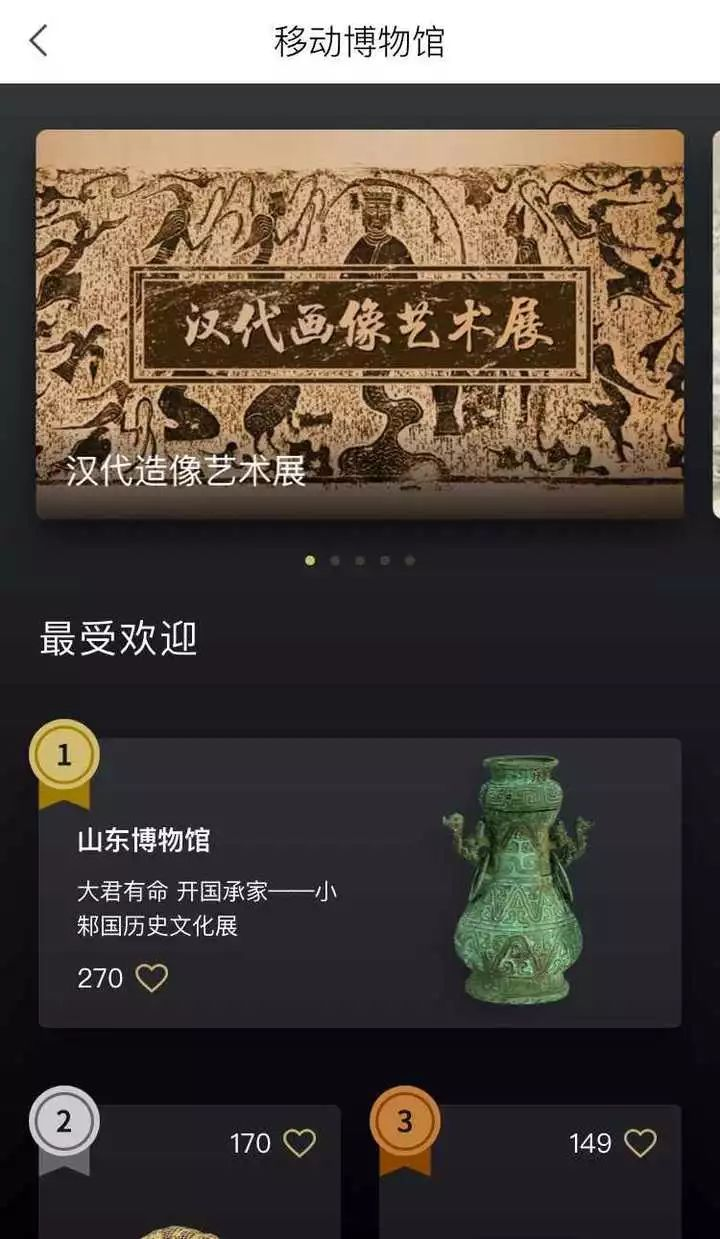 移动博物馆
汉代画像艺术展
汉代造像艺术展
最受欢迎
1
山东博物馆
大君有命 开国承家——小
邾国历史文化展
270
2
170
3
149